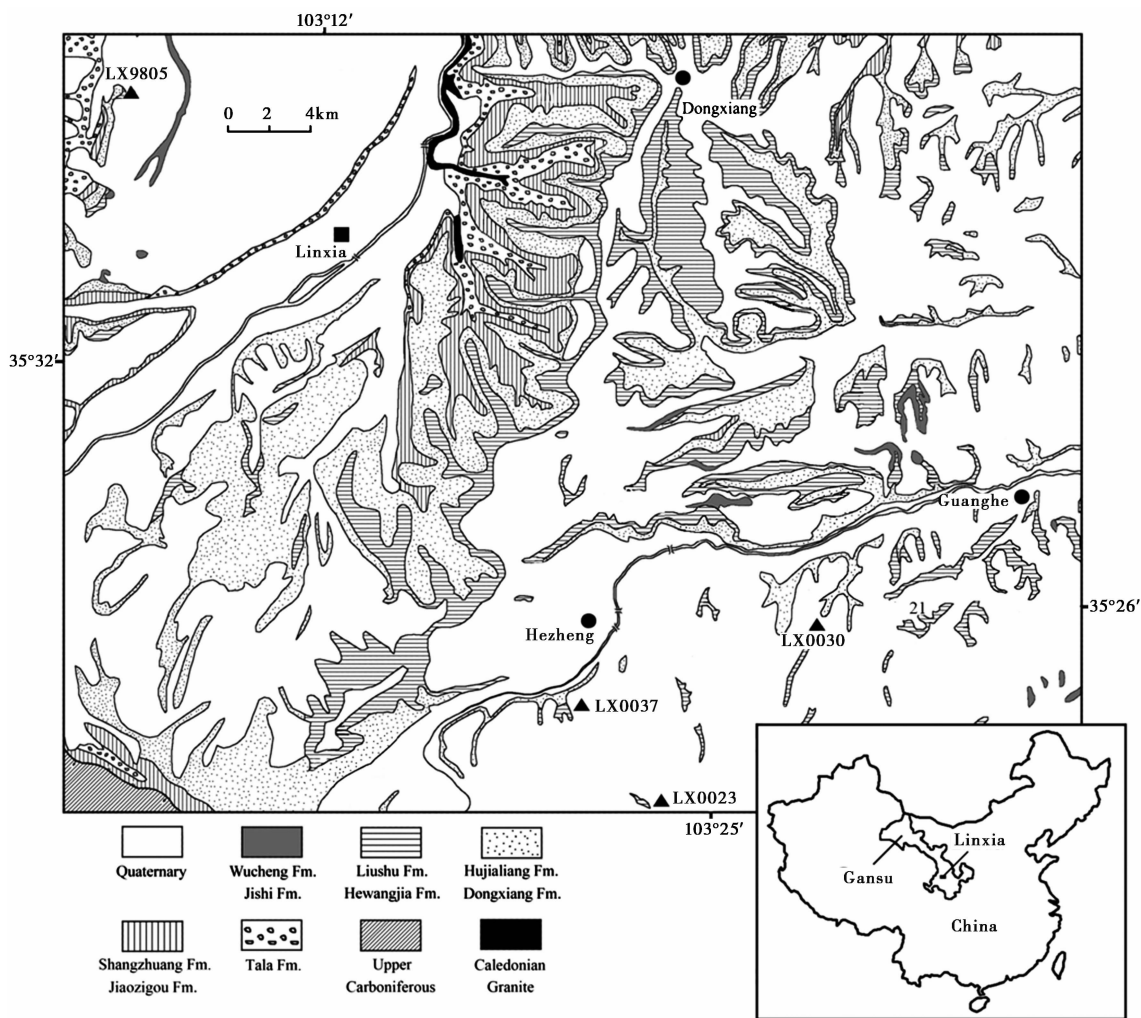 103°12′
LX9805
0 2 4km
Dongxiang
Linxia
35°32′
Guanghe
21
35°26′
Hezheng
LX0030
LX0037
LX0023
103°25′
Quaternary
Wucheng Fm.
Jishi Fm.
Liushu Fm.
Hewangjia Fm.
Hujialiang Fm.
Dongxiang Fm.
Shangzhuang Fm.
Jiaozigou Fm.
Tala Fm.
Upper
Carboniferous
Caledonian
Granite
Linxia
Gansu
China